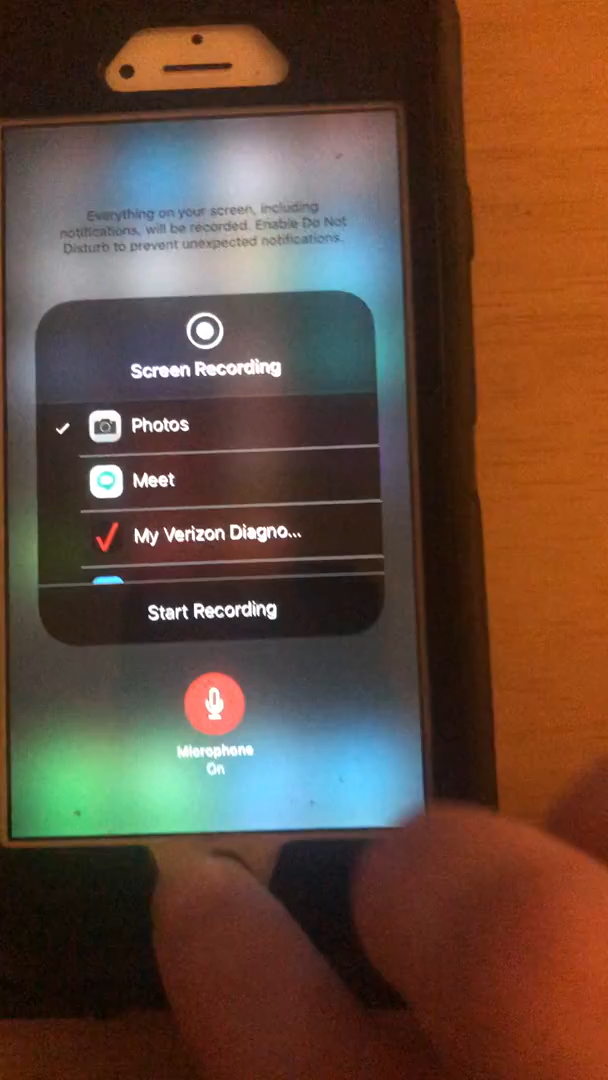 Everything on your screen, including
notifications, will be recorded. Enable Do Not
Disturb to prevent unexpected notifications.
Screen Recording
Photos
Meet
My Verizon Diagno...
Start Recording
Microphone
On